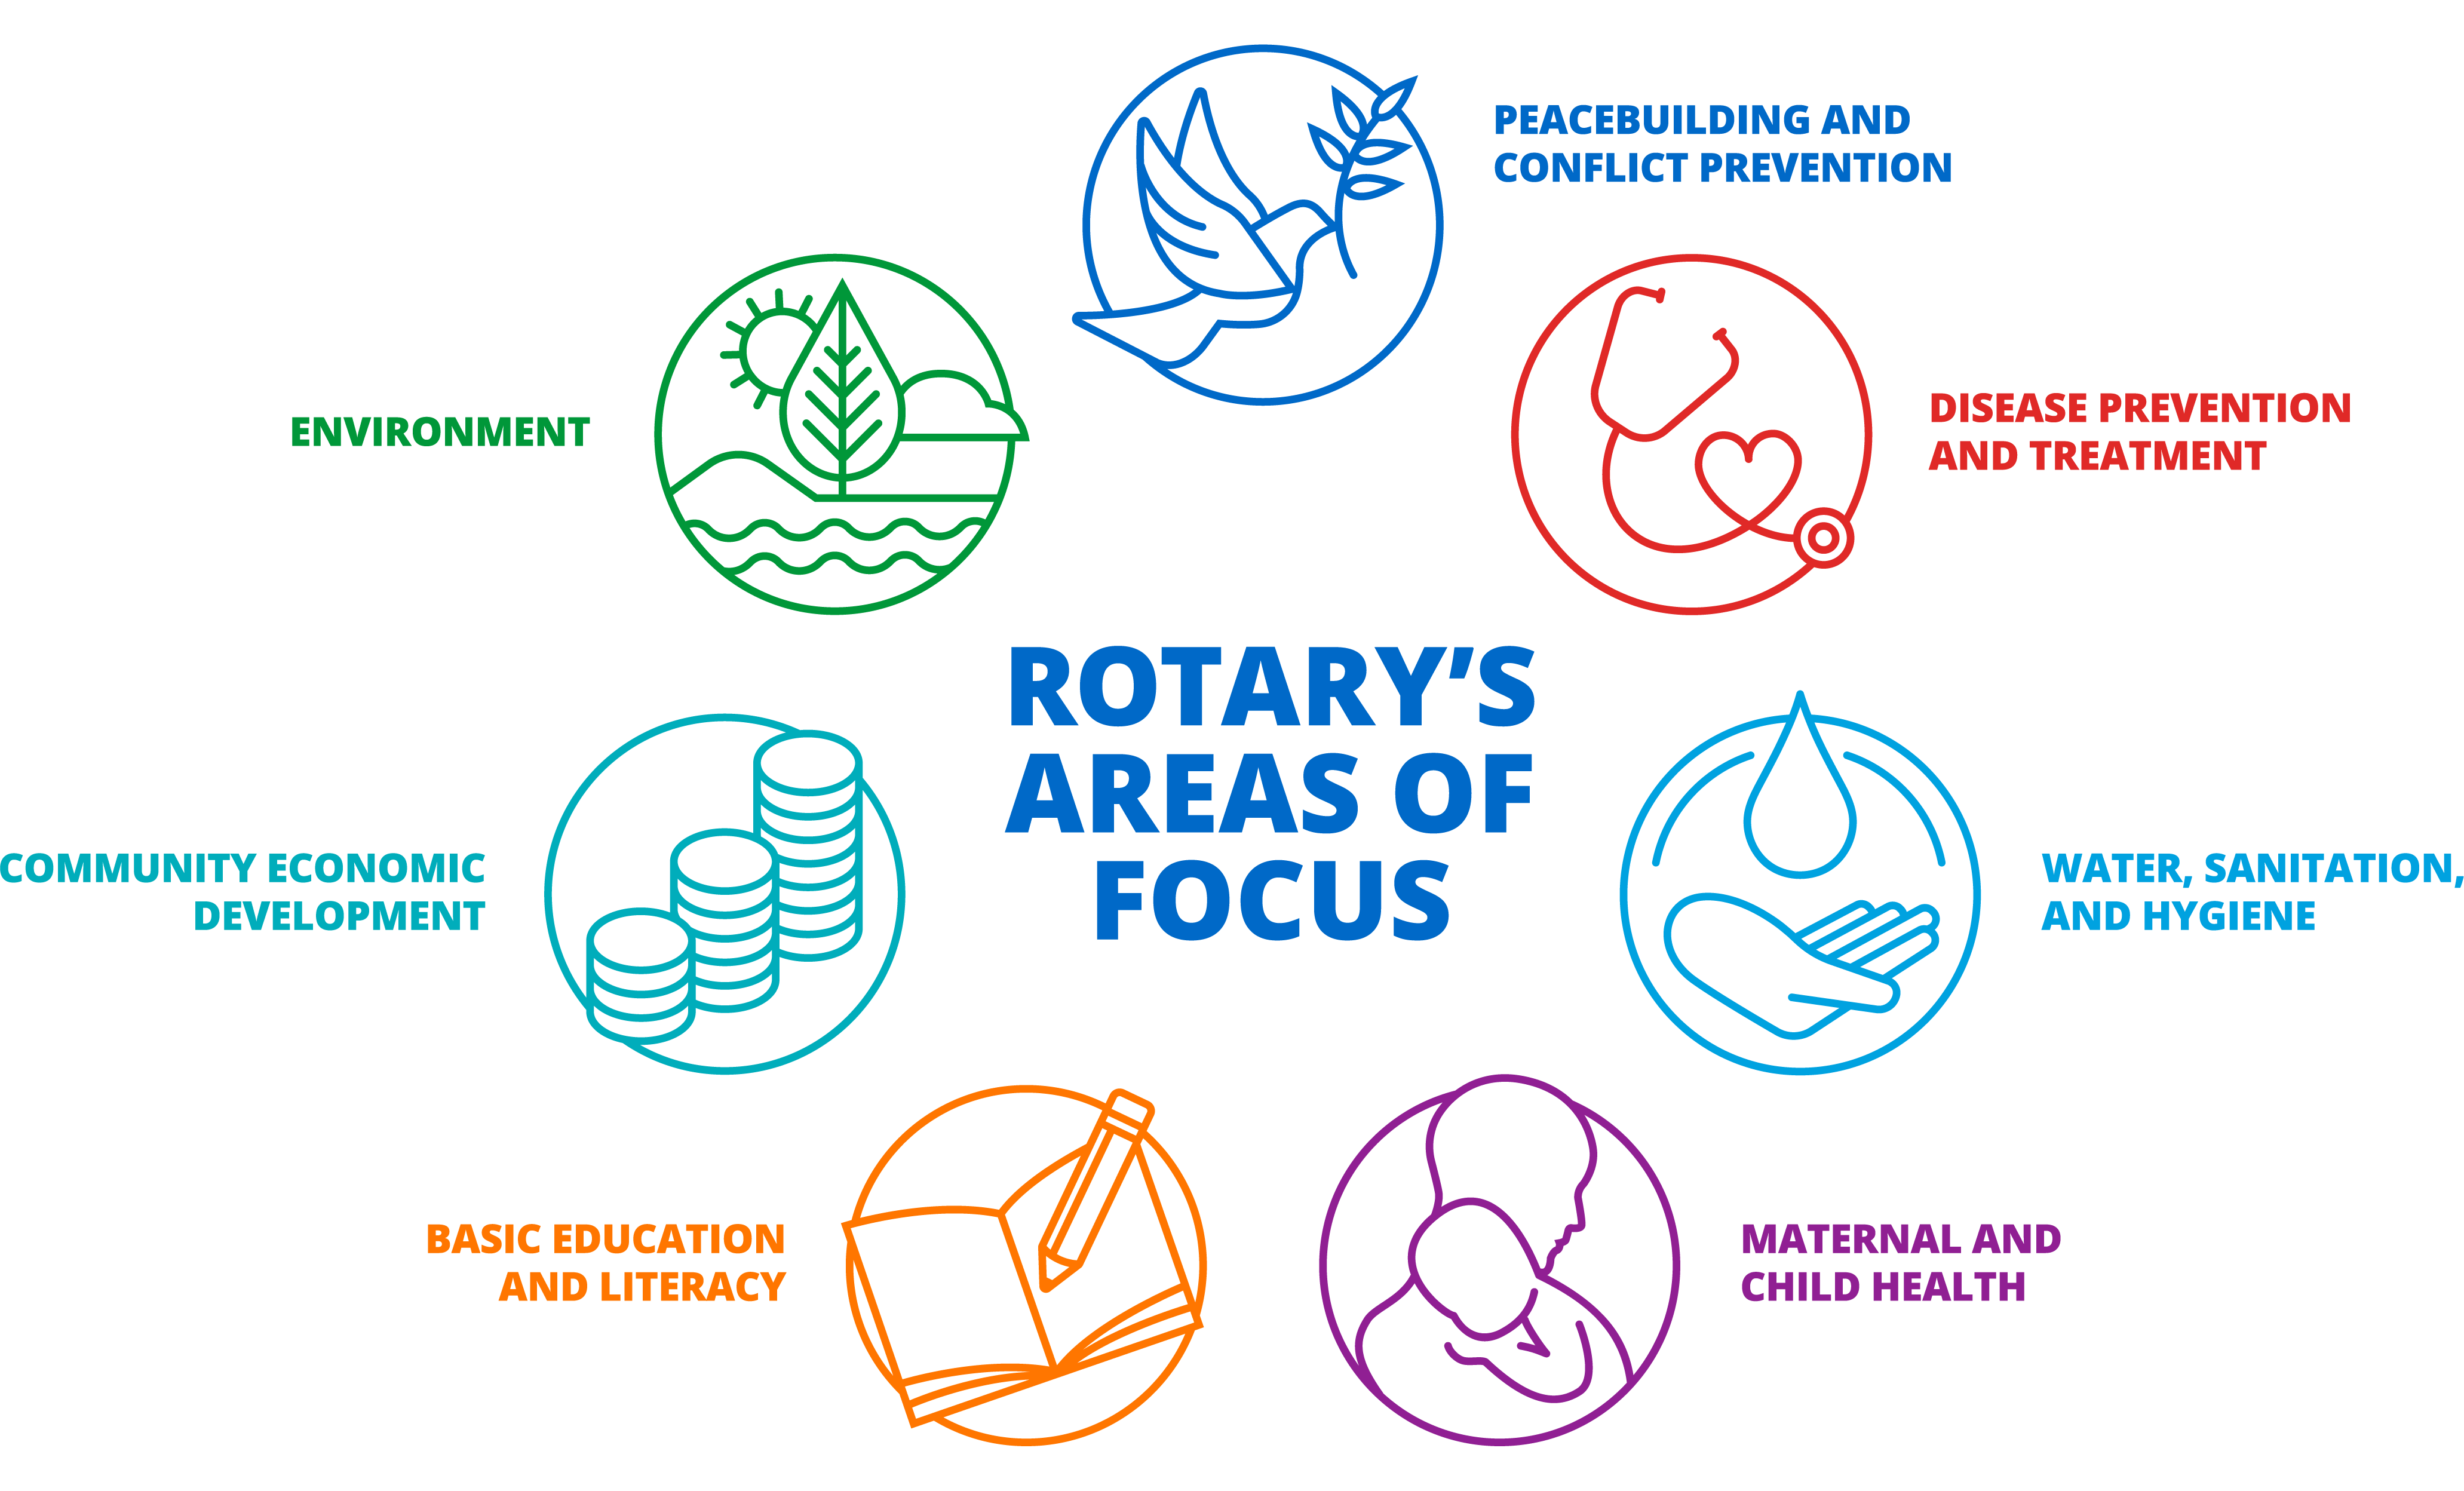 PEACEBUILDING AND
CONFLICT PREVENTION
ENVIRONMENT
DISEASE PREVENTION
AND TREATMENT
ROTARY’S
AREAS OF
FOCUS
COMMUNITY ECONOMIC
DEVELOPMENT
WATER, SANITATION,
AND HYGIENE
BASIC EDUCATION
AND LITERACY
MATERNAL AND
CHILD HEALTH